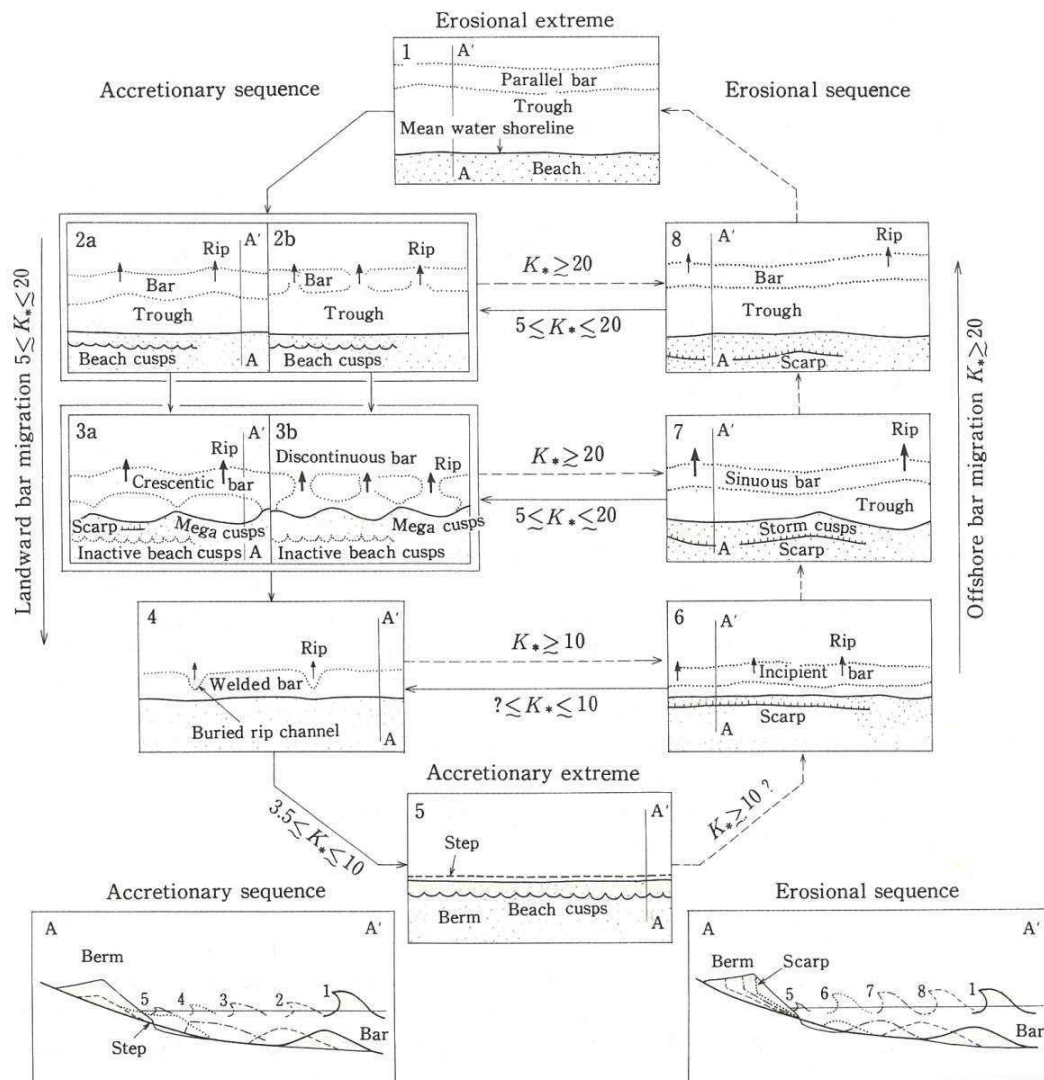 Erosional extreme
Accretionary sequence
Erosional sequence
1
A'
Parallel bar
Trough
Mean water shoreline
A
Beach
2a
Rip
A'
Bar
Trough
Beach cusps
A
2b
Rip
Bar
Trough
Beach cusps
K* ≳ 20
5 ≲ K* ≲ 20
8
A'
Rip
Bar
Trough
A
Scarp
Landward bar migration 5 ≲ K* ≲ 20
Offshore bar migration K* ≳ 20
3a
Rip
A'
Crescentic bar
Scarp
Mega cusps
Inactive beach cusps
A
3b
Discontinuous bar
Rip
Mega cusps
Inactive beach cusps
K* ≳ 20
5 ≲ K* ≲ 20
7
A'
Rip
Sinuous bar
Trough
Storm cusps
A
Scarp
4
A'
Rip
Welded bar
Buried rip channel
A
K* ≳ 10
? ≲ K* ≲ 10
6
A'
Rip
Incipient bar
Scarp
A
3.5 ≲ K* ≲ 10
Accretionary extreme
K* ≳ 10 ?
5
A'
Step
Beach cusps
Berm
A
Accretionary sequence
A
A'
Berm
5 4 3 2 1
Step
Bar
Erosional sequence
A
A'
Berm
Scarp
5 6 7 8 1
Bar